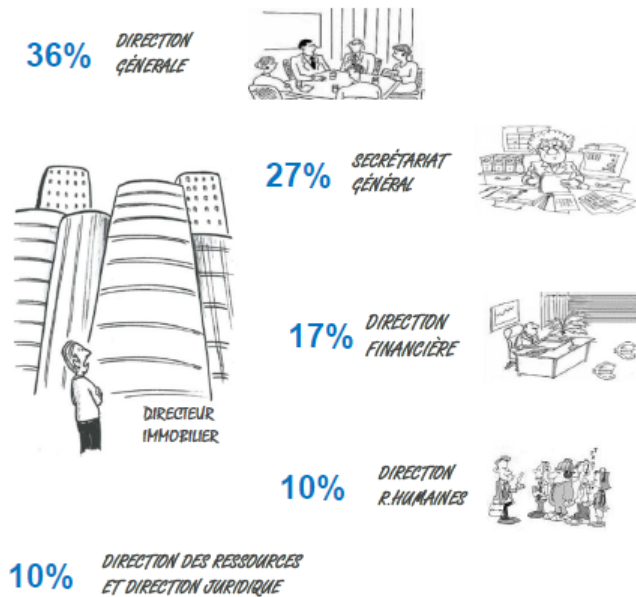 36% DIRECTION
GÉNERALE
27% SECRÉTARIAT
GÉNÉRAL
17% DIRECTION
FINANCIÈRE
DIRECTEUR
IMMOBILIER
10% DIRECTION
R.HUMAINES
10% DIRECTION DES RESSOURCES
ET DIRECTION JURIDIQUE